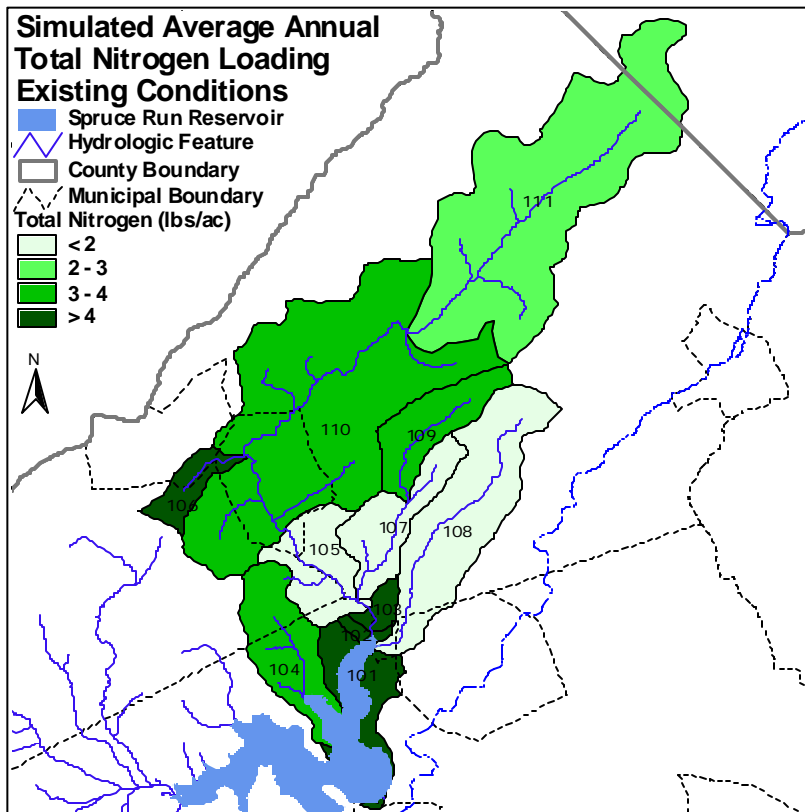 Simulated Average Annual
Total Nitrogen Loading
Existing Conditions
Spruce Run Reservoir
Hydrologic Feature
County Boundary
Municipal Boundary
Total Nitrogen (lbs/ac)
< 2
2 - 3
3 - 4
> 4
N
111
110
109
106
107
108
105
103
102
104
101